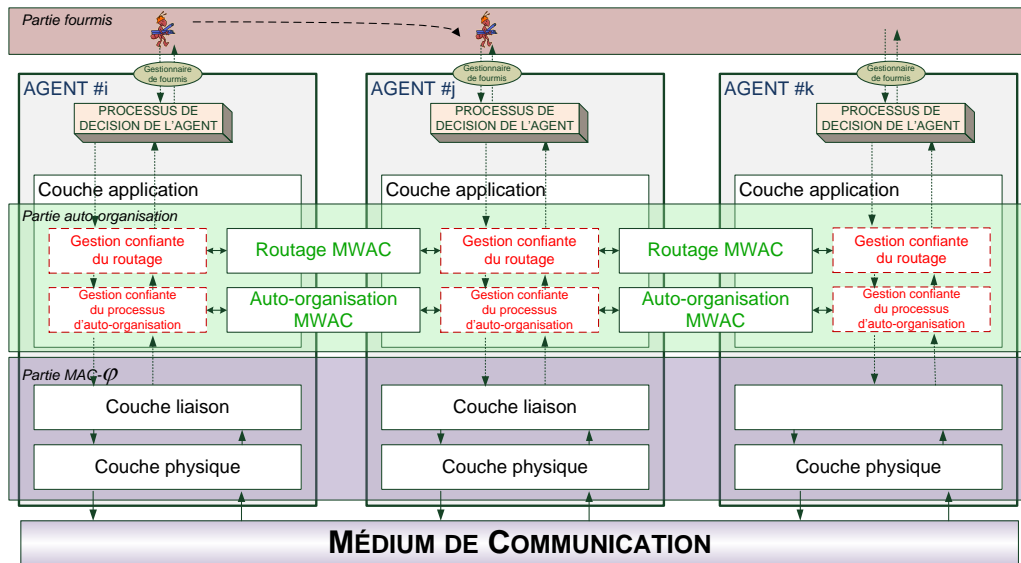 Partie fourmis
Gestionnaire
de fourmis
Gestionnaire
de fourmis
Gestionnaire
de fourmis
AGENT #i
AGENT #j
AGENT #k
PROCESSUS DE
DECISION DE L'AGENT
PROCESSUS DE
DECISION DE L'AGENT
PROCESSUS DE
DECISION DE L'AGENT
Couche application
Couche application
Couche application
Partie auto-organisation
Gestion confiante
du routage
Routage MWAC
Gestion confiante
du routage
Routage MWAC
Gestion confiante
du routage
Gestion confiante
du processus
d'auto-organisation
Auto-organisation
MWAC
Gestion confiante
du processus
d'auto-organisation
Auto-organisation
MWAC
Gestion confiante
du processus
d'auto-organisation
Partie MAC-φ
Couche liaison
Couche liaison
Couche physique
Couche physique
Couche physique
MÉDIUM DE COMMUNICATION